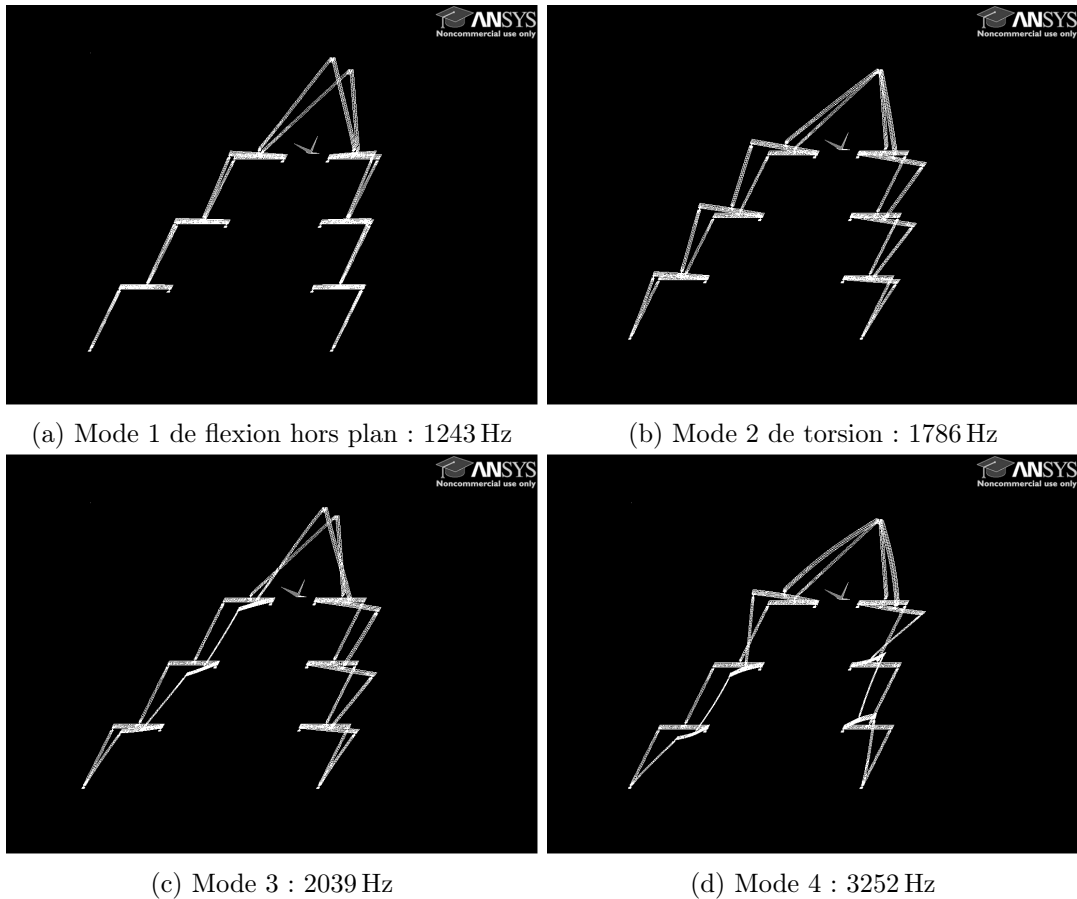 ANSYS
Noncommercial use only
ANSYS
Noncommercial use only
(a) Mode 1 de flexion hors plan : 1243 Hz
(b) Mode 2 de torsion : 1786 Hz
ANSYS
Noncommercial use only
ANSYS
Noncommercial use only
(c) Mode 3 : 2039 Hz
(d) Mode 4 : 3252 Hz